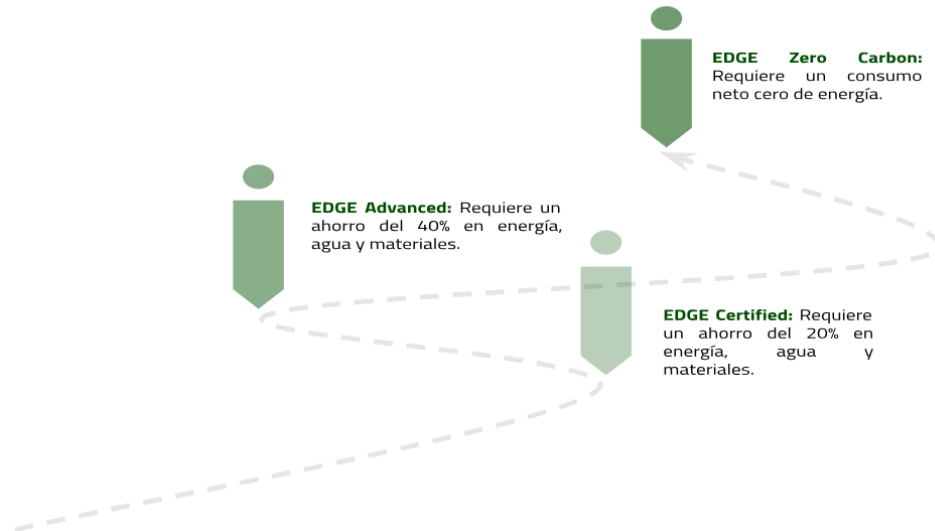 EDGE Zero Carbon:
Requiere un consumo
neto cero de energía.
EDGE Advanced: Requiere un
ahorro del 40% en energía,
agua y materiales.
EDGE Certified: Requiere
un ahorro del 20% en
energía, agua y
materiales.